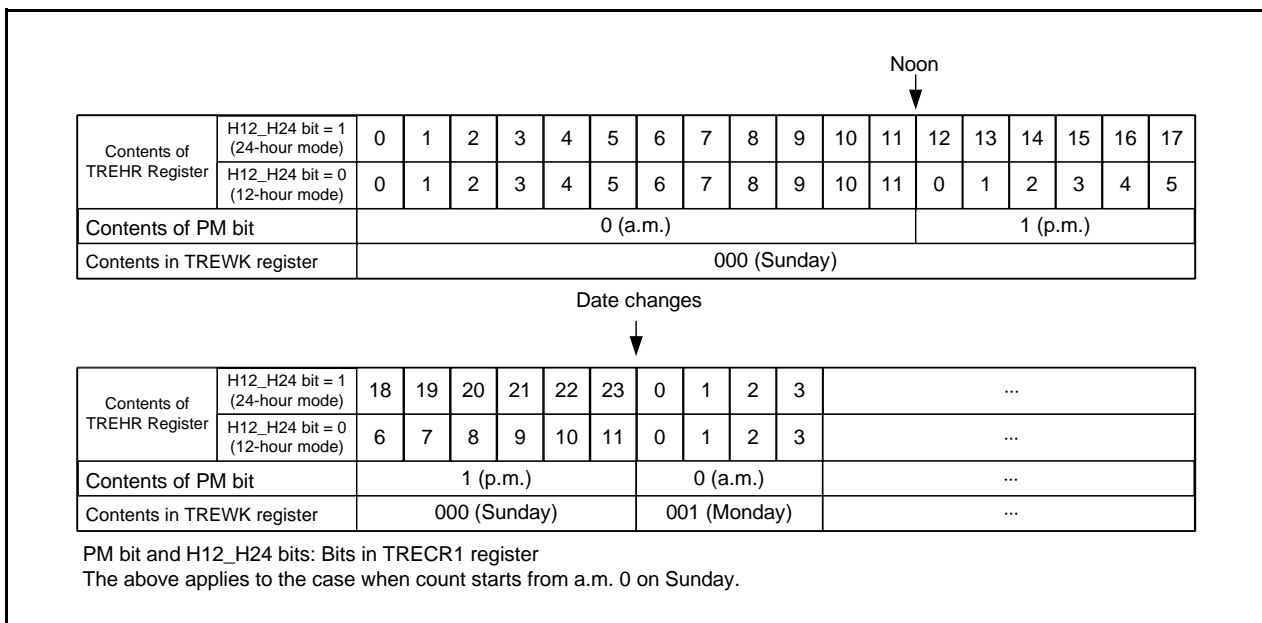 Noon
Contents of TREHR Register
H12_H24 bit = 1 (24-hour mode) 0 1 2 3 4 5 6 7 8 9 10 11 12 13 14 15 16 17
H12_H24 bit = 0 (12-hour mode) 0 1 2 3 4 5 6 7 8 9 10 11 0 1 2 3 4 5
Contents of PM bit 0 (a.m.) 1 (p.m.)
Contents in TREWK register 000 (Sunday)
Date changes
Contents of TREHR Register
H12_H24 bit = 1 (24-hour mode) 18 19 20 21 22 23 0 1 2 3 ...
H12_H24 bit = 0 (12-hour mode) 6 7 8 9 10 11 0 1 2 3 ...
Contents of PM bit 1 (p.m.) 0 (a.m.) ...
Contents in TREWK register 000 (Sunday) 001 (Monday) ...
PM bit and H12_H24 bits: Bits in TRECR1 register
The above applies to the case when count starts from a.m. 0 on Sunday.